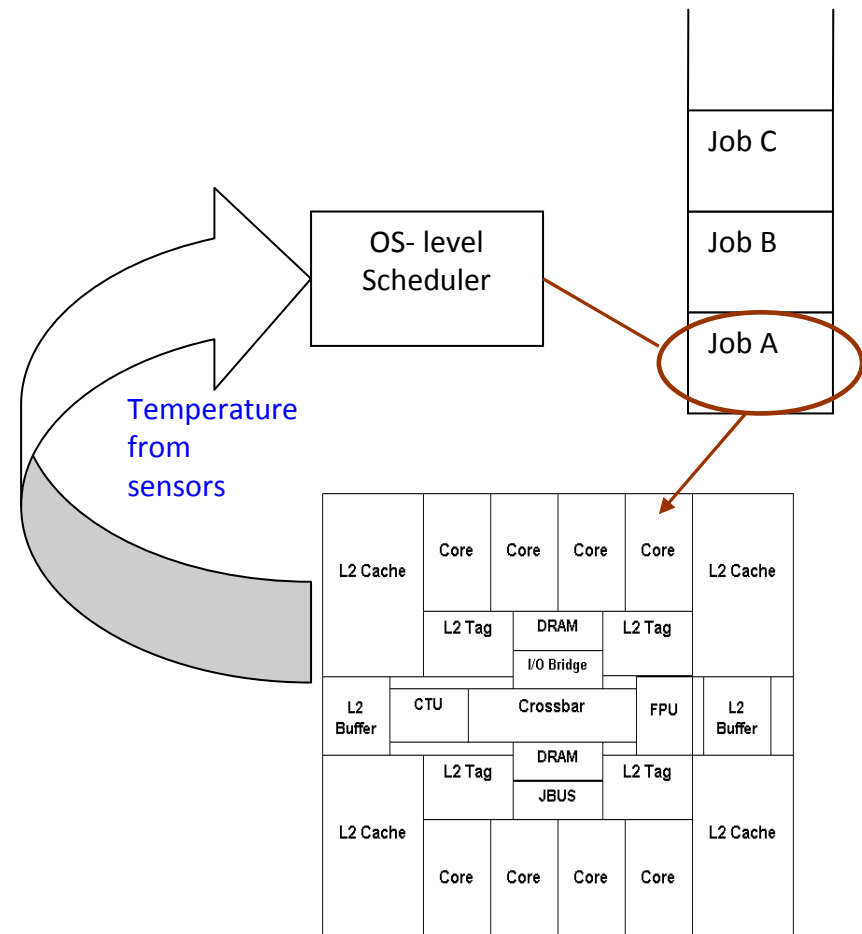 Job C
Job B
Job A
OS- level
Scheduler
Temperature
from
sensors
L2 Cache
Core
Core
Core
Core
L2 Cache
L2 Tag
DRAM
L2 Tag
I/O Bridge
L2
Buffer
CTU
Crossbar
FPU
L2
Buffer
DRAM
L2 Tag
L2 Tag
JBUS
L2 Cache
L2 Cache
Core
Core
Core
Core